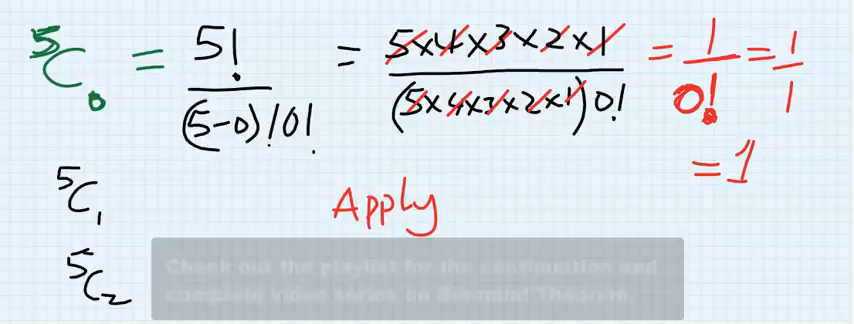 ⁵C₀ = 5!/(5-0)!0! = 5×4×3×2×1/(5×4×3×2×1)0! = 1/0! = 1/1
= 1
⁵C₁
Apply
⁵C₂
Check out the playlist for the continuation and
complete video series on Binomial Theorem.